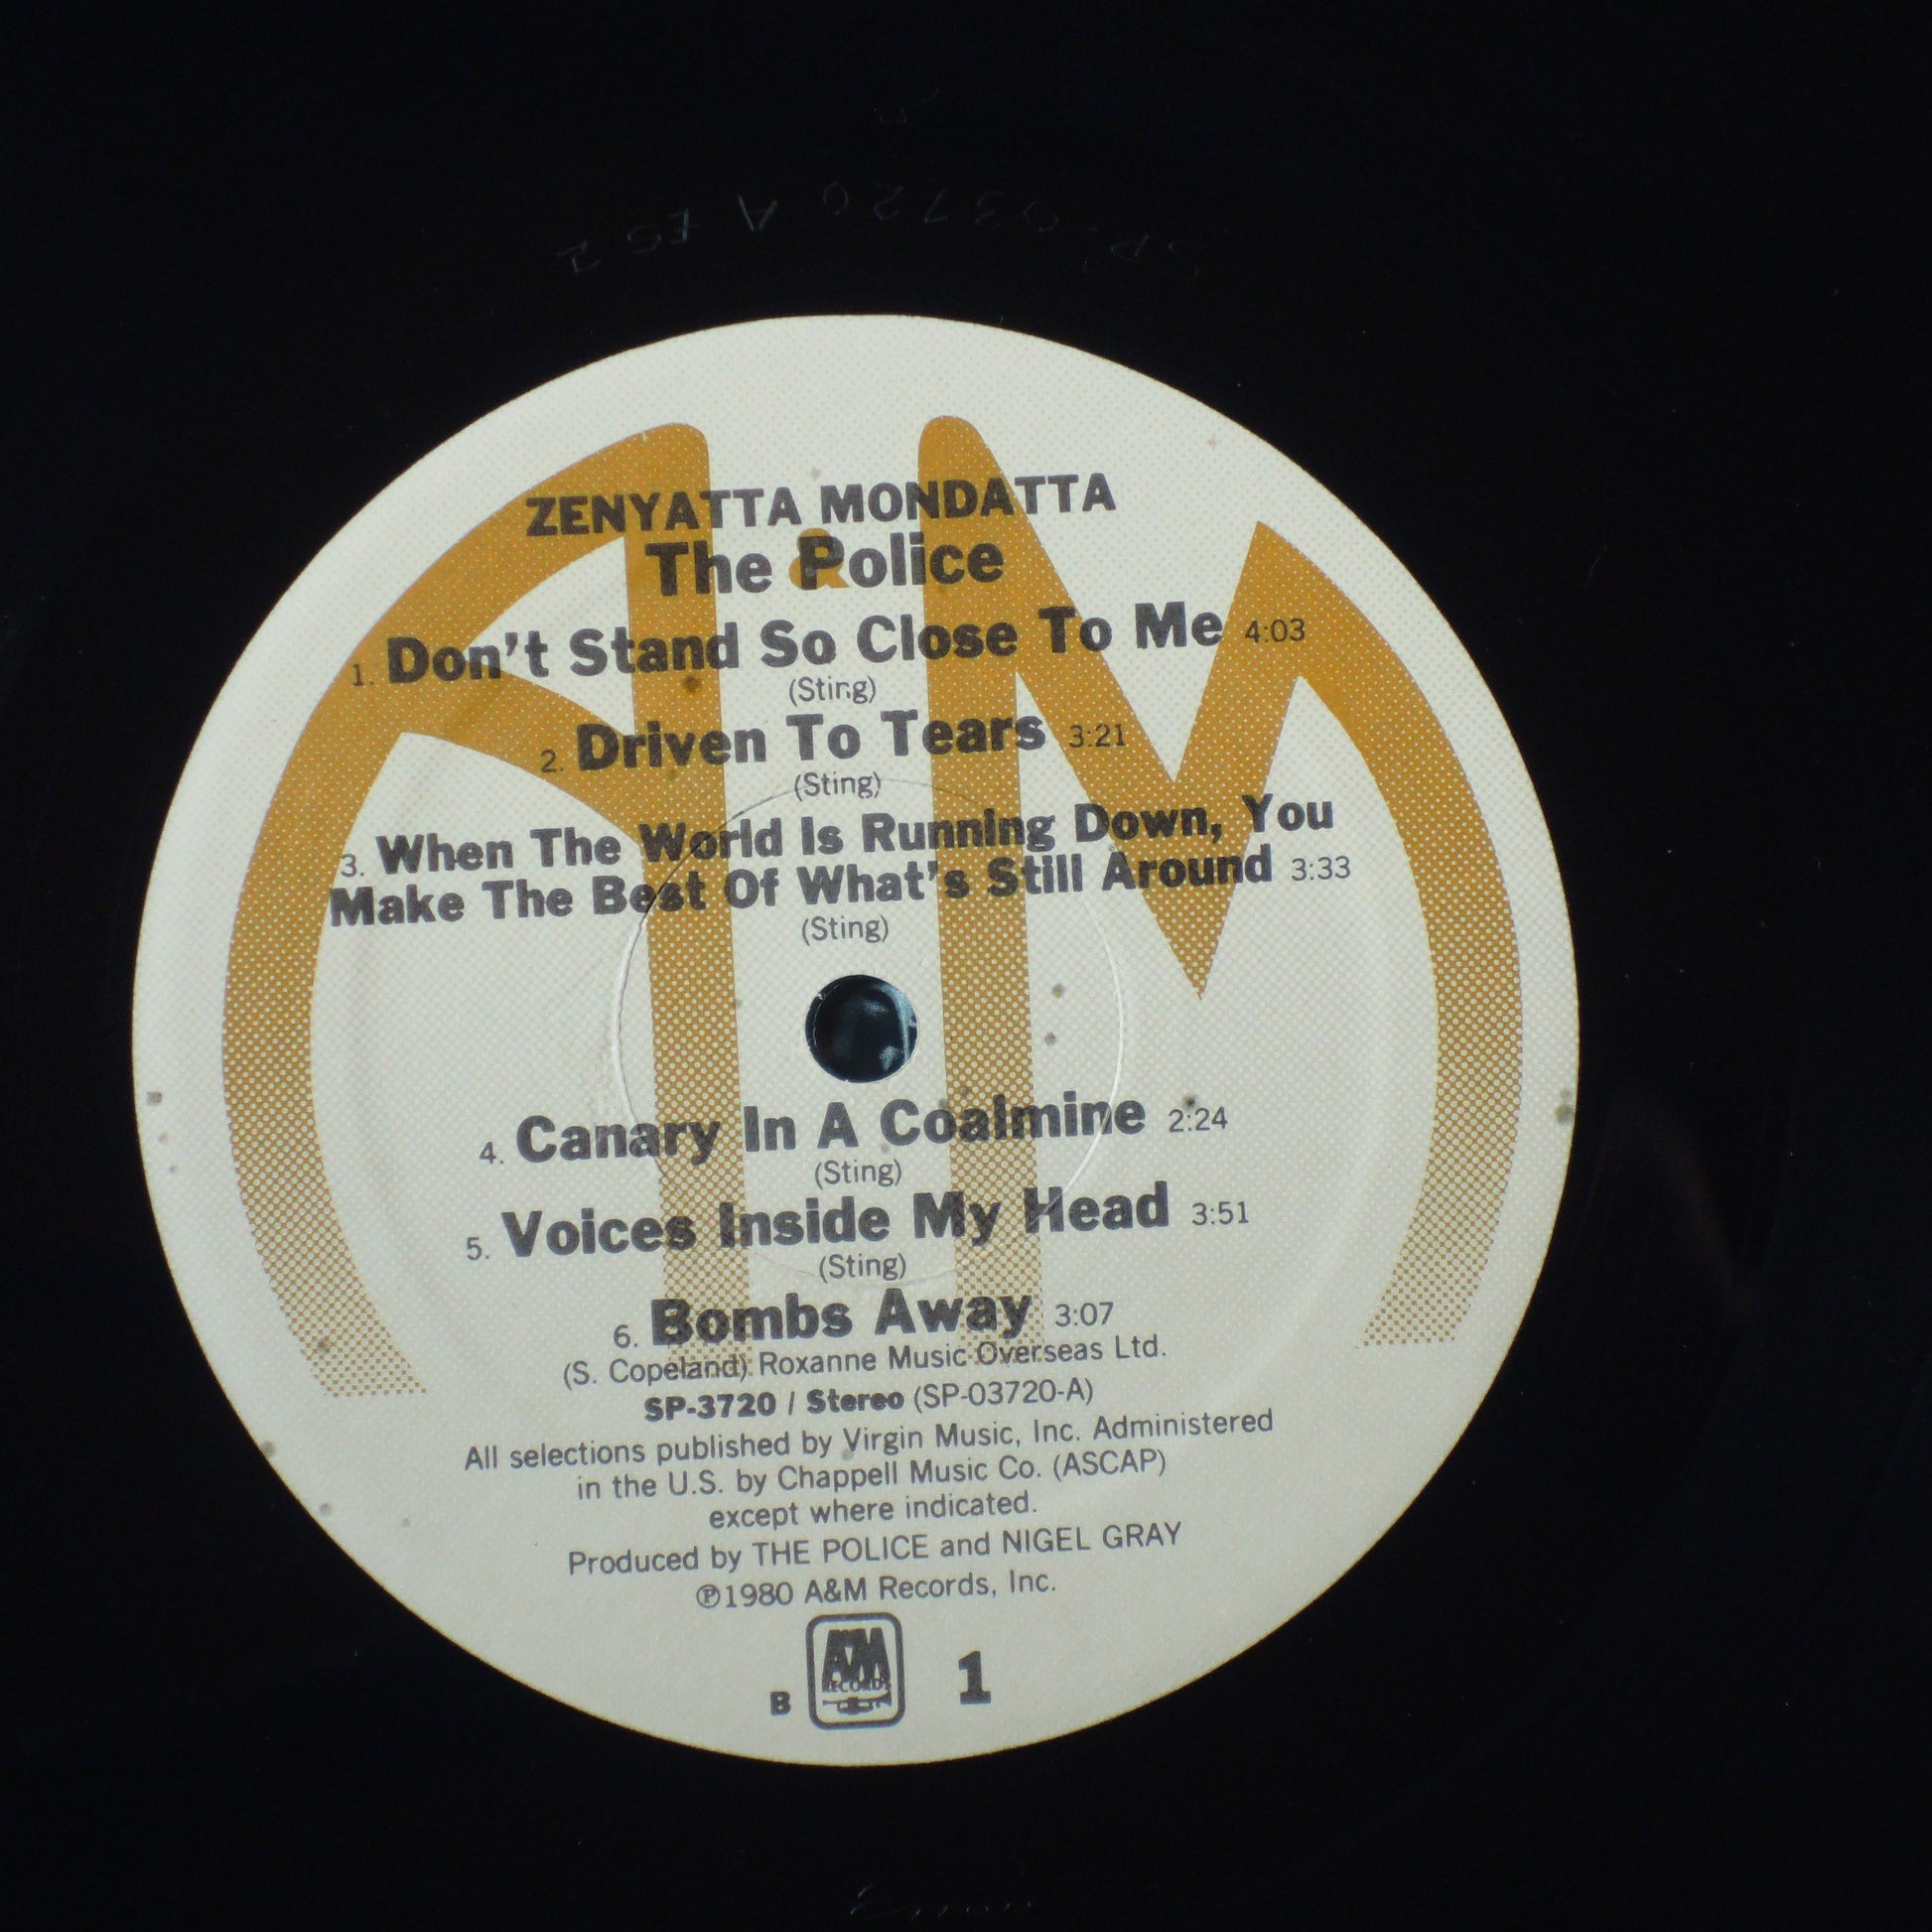 SP-03720 A ES 2
ZENYATTA MONDATTA
The Police
&
1. Don't Stand So Close To Me 4:03
(Sting)
2. Driven To Tears 3:21
(Sting)
3. When The World Is Running Down, You
Make The Best Of What's Still Around 3:33
(Sting)
4. Canary In A Coalmine 2:24
(Sting)
5. Voices Inside My Head 3:51
(Sting)
6. Bombs Away 3:07
(S. Copeland) Roxanne Music Overseas Ltd.
SP-3720 / Stereo (SP-03720-A)
All selections published by Virgin Music, Inc. Administered
in the U.S. by Chappell Music Co. (ASCAP)
except where indicated.
Produced by THE POLICE and NIGEL GRAY
℗1980 A&M Records, Inc.
A&M
RECORDS
B 1